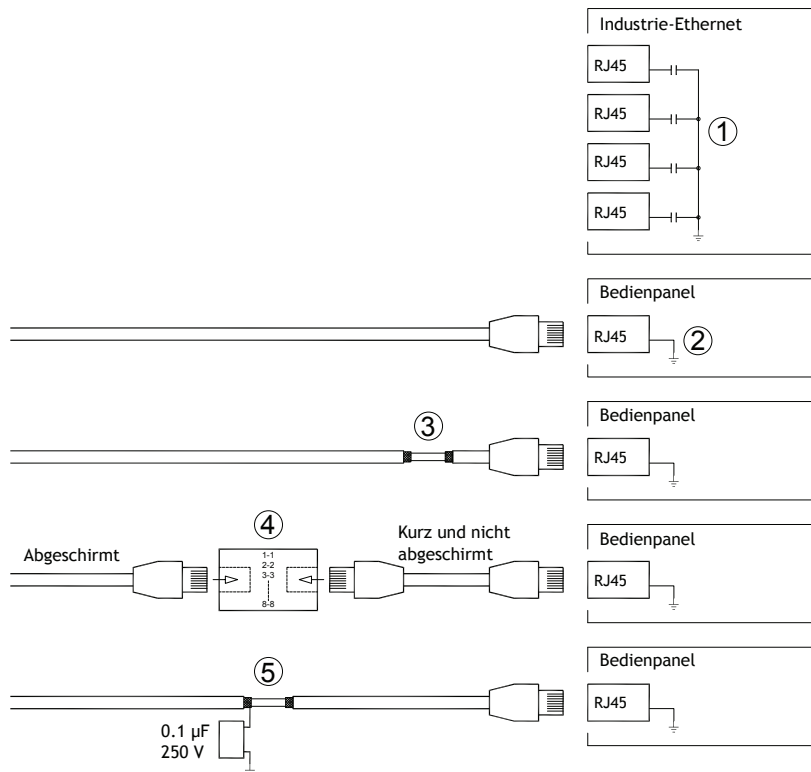 Industrie-Ethernet
RJ45
RJ45
1
RJ45
RJ45
Bedienpanel
RJ45
2
3
Bedienpanel
RJ45
4
Abgeschirmt
1-1
2-2
3-3
8-8
Kurz und nicht
abgeschirmt
Bedienpanel
RJ45
5
0.1 µF
250 V
Bedienpanel
RJ45